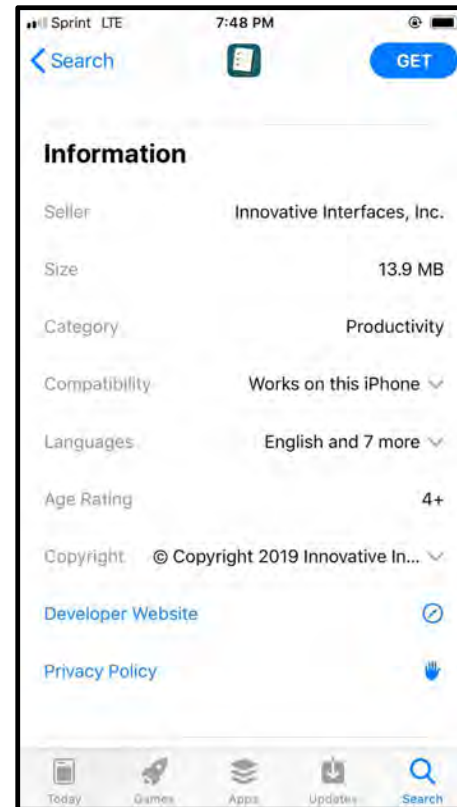 Sprint LTE 7:48 PM
Search GET
Information
Seller Innovative Interfaces, Inc.
Size 13.9 MB
Category Productivity
Compatibility Works on this iPhone
Languages English and 7 more
Age Rating 4+
Copyright © Copyright 2019 Innovative In...
Developer Website
Privacy Policy
Today Games Apps Updates Search